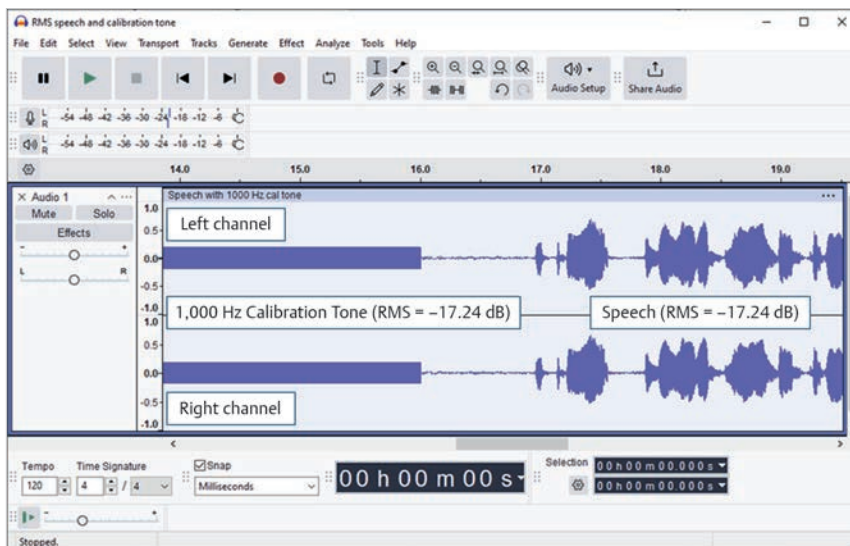 RMS speech and calibration tone
File Edit Select View Transport Tracks Generate Effect Analyze Tools Help
Audio Setup
Share Audio
L
R
-54 -48 -42 -36 -30 -24 -18 -12 -6
L
R
-54 -48 -42 -36 -30 -24 -18 -12 -6
14.0 15.0 16.0 17.0 18.0 19.0
Audio 1
Speech with 1000 Hz cal tone
Mute Solo
Effects
- +
L R
1.0
0.5
0.0
-0.5
-1.0
Left channel
1,000 Hz Calibration Tone (RMS = −17.24 dB)
Speech (RMS = −17.24 dB)
1.0
0.5
0.0
-0.5
-1.0
Right channel
Tempo Time Signature
120 4 / 4
Snap
Milliseconds
00 h 00 m 00 s
Selection
00 h 00 m 00.000 s
00 h 00 m 00.000 s
- +
Stopped.